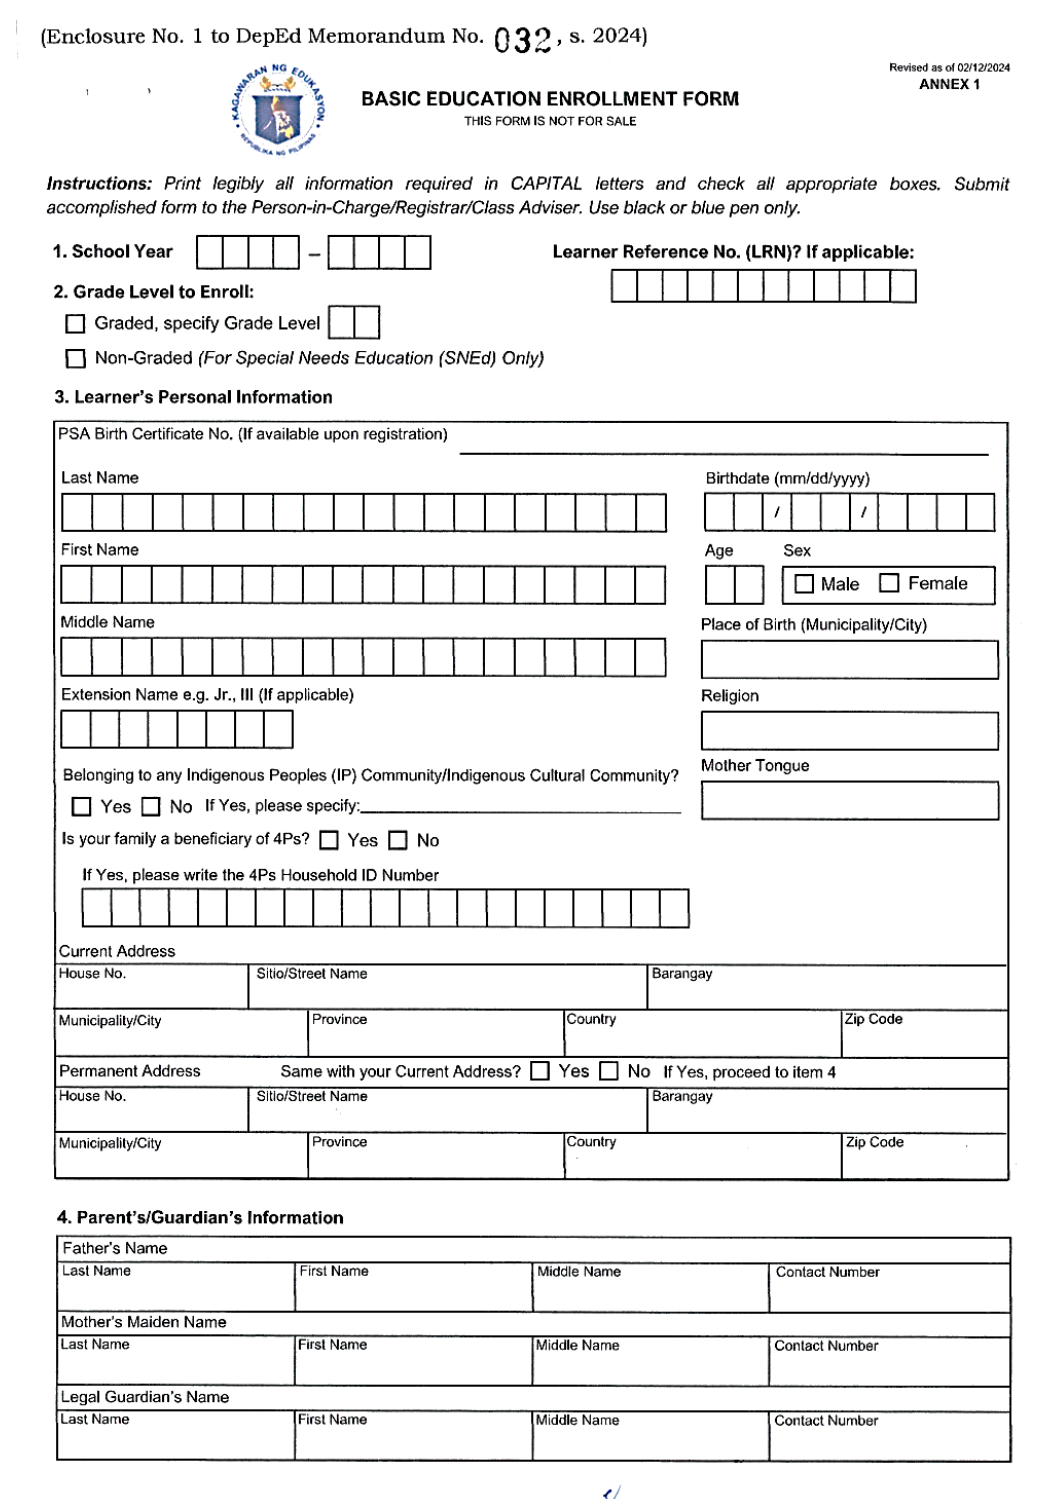 (Enclosure No. 1 to DepEd Memorandum No. 032, s. 2024)
Revised as of 02/12/2024
ANNEX 1
KAGAWARAN NG EDUKASYON
REPUBLIKA NG PILIPINAS
BASIC EDUCATION ENROLLMENT FORM
THIS FORM IS NOT FOR SALE
Instructions: Print legibly all information required in CAPITAL letters and check all appropriate boxes. Submit
accomplished form to the Person-in-Charge/Registrar/Class Adviser. Use black or blue pen only.
1. School Year –
Learner Reference No. (LRN)? If applicable:
2. Grade Level to Enroll:
Graded, specify Grade Level
Non-Graded (For Special Needs Education (SNEd) Only)
3. Learner's Personal Information
PSA Birth Certificate No. (If available upon registration)
Last Name
Birthdate (mm/dd/yyyy)
/ /
First Name
Age Sex
Male Female
Middle Name
Place of Birth (Municipality/City)
Extension Name e.g. Jr., III (If applicable)
Religion
Belonging to any Indigenous Peoples (IP) Community/Indigenous Cultural Community?
Mother Tongue
Yes No If Yes, please specify:
Is your family a beneficiary of 4Ps? Yes No
If Yes, please write the 4Ps Household ID Number
Current Address
House No. Sitio/Street Name Barangay
Municipality/City Province Country Zip Code
Permanent Address Same with your Current Address? Yes No If Yes, proceed to item 4
House No. Sitio/Street Name Barangay
Municipality/City Province Country Zip Code
4. Parent's/Guardian's Information
Father's Name
Last Name First Name Middle Name Contact Number
Mother's Maiden Name
Last Name First Name Middle Name Contact Number
Legal Guardian's Name
Last Name First Name Middle Name Contact Number